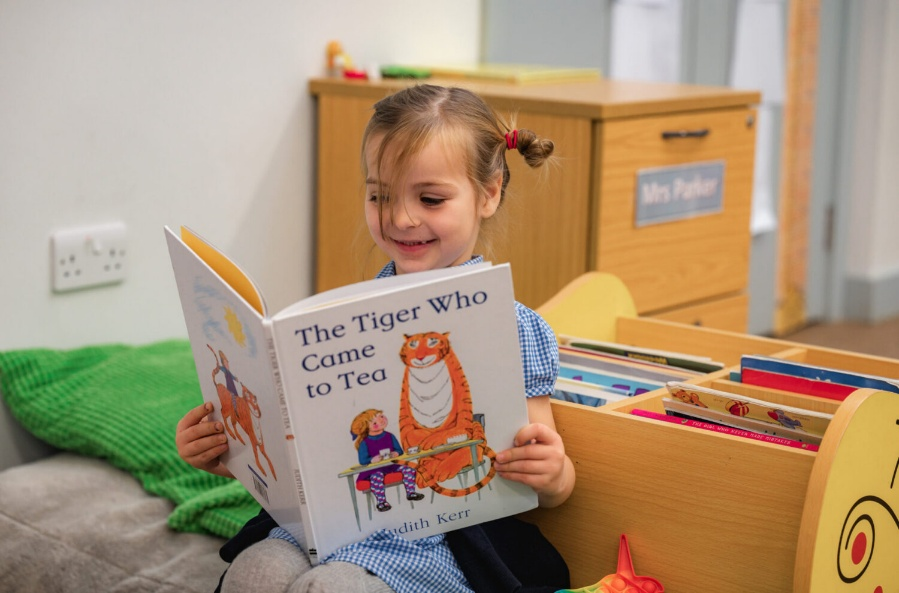 Mrs Parker
The Tiger Who
Came
to Tea
Judith Kerr